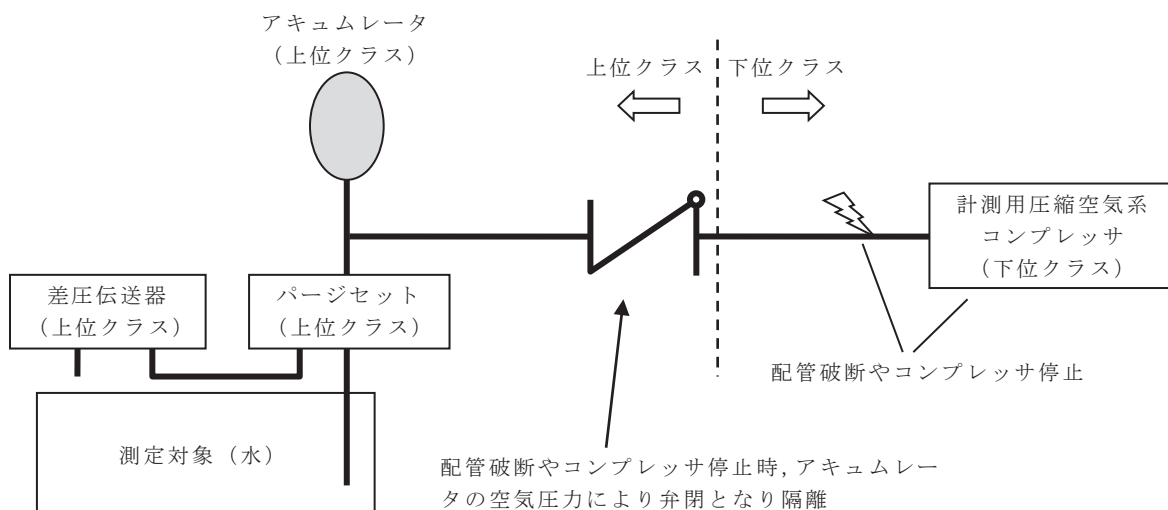 アキュムレータ
（上位クラス）
上位クラス
下位クラス
計測用圧縮空気系
コンプレッサ
（下位クラス）
差圧伝送器
（上位クラス）
パージセット
（上位クラス）
配管破断やコンプレッサ停止
測定対象（水）
配管破断やコンプレッサ停止時，アキュムレー
タの空気圧力により弁閉となり隔離